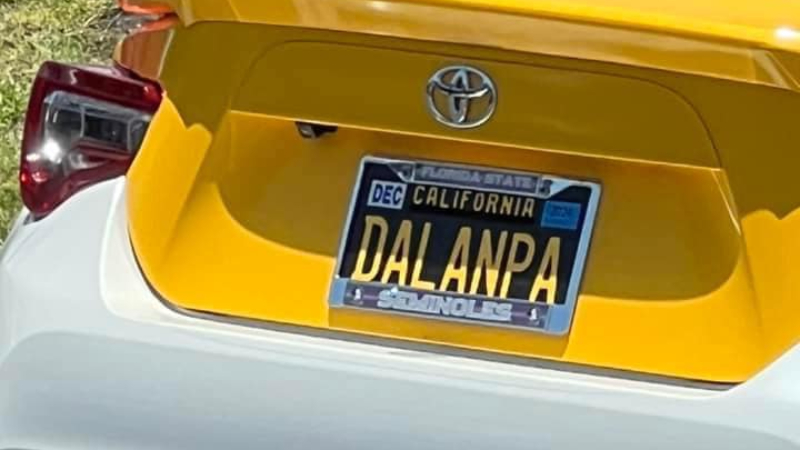 FLORIDA STATE
DEC CALIFORNIA
DALANPA
SEMINOLES